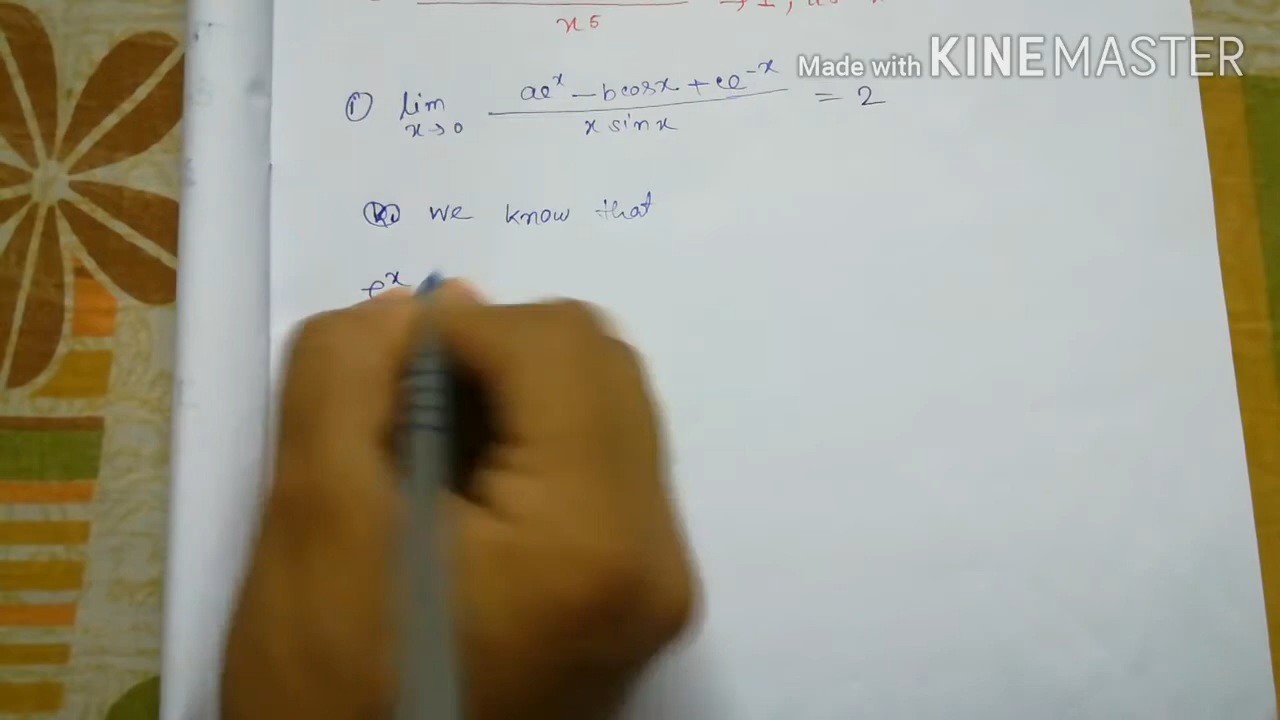 x5
Made with KINEMASTER
① lim x→0 ae^x - bcosx + ce^-x / x sin x = 2
we know that
e^x